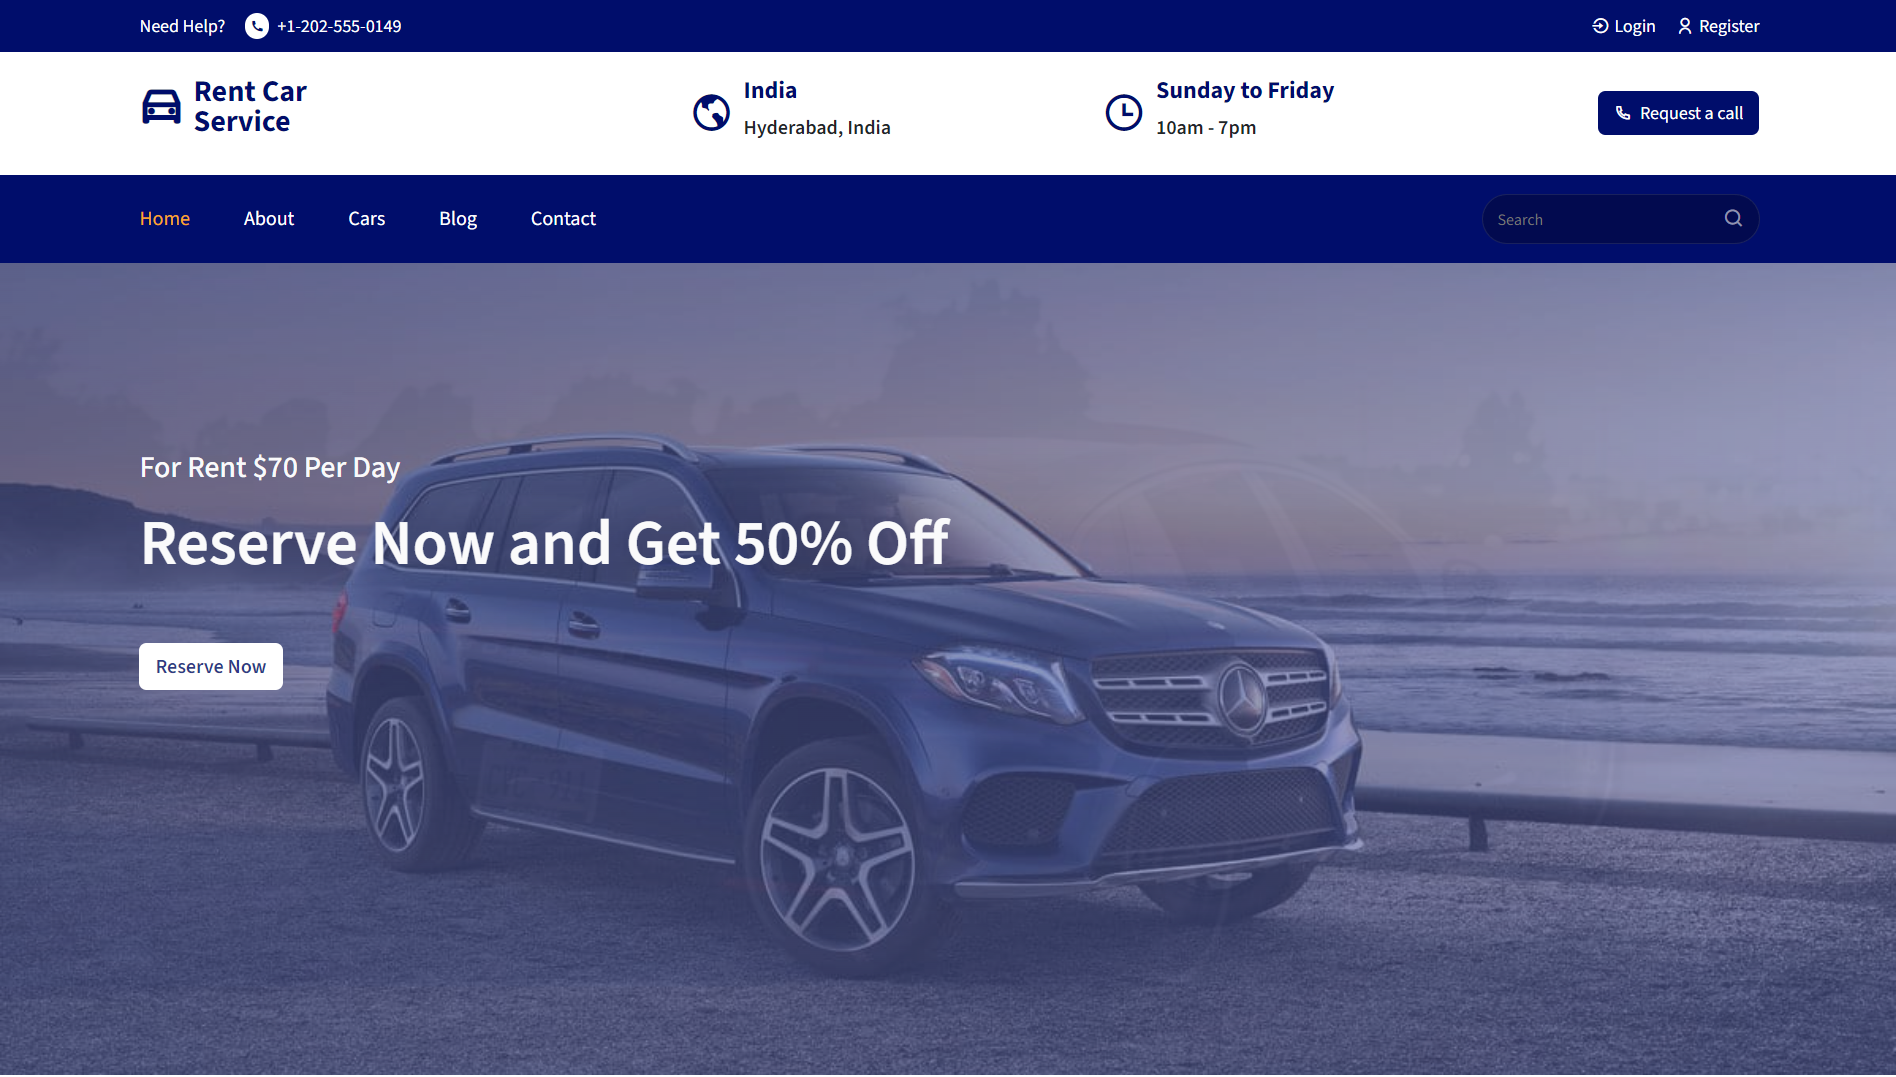 Need Help?
+1-202-555-0149
Login
Register
Rent Car
Service
India
Hyderabad, India
Sunday to Friday
10am - 7pm
Request a call
Home
About
Cars
Blog
Contact
Search
For Rent $70 Per Day
Reserve Now and Get 50% Off
Reserve Now